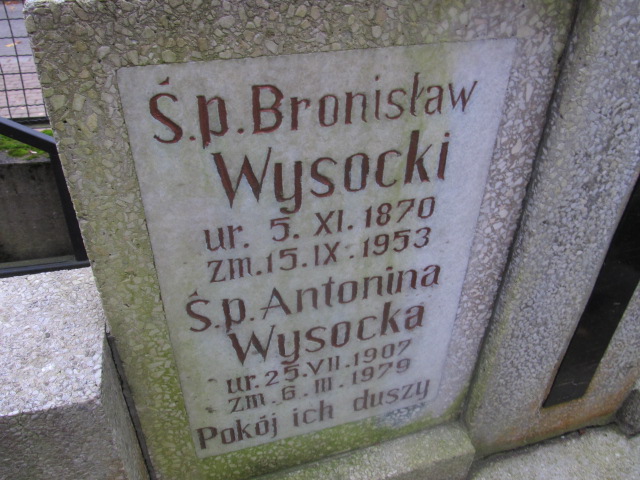 Ś.p. Bronisław
Wysocki
ur. 5. XI. 1870
zm. 15. IX. 1953
Ś.p. Antonina
Wysocka
ur. 25. VII. 1907
zm. 6. III. 1979
Pokój ich duszy